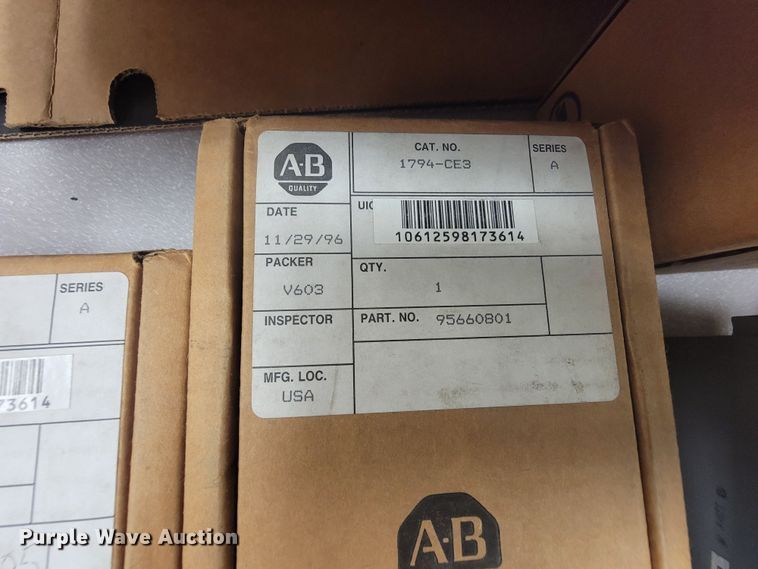 A·B
QUALITY
CAT. NO.
1794-CE3
SERIES
A
DATE
11/29/96
UIC
10612598173614
PACKER
V603
QTY.
1
INSPECTOR
PART. NO. 95660801
MFG. LOC.
USA
SERIES
A
73614
A·B
Purple Wave Auction